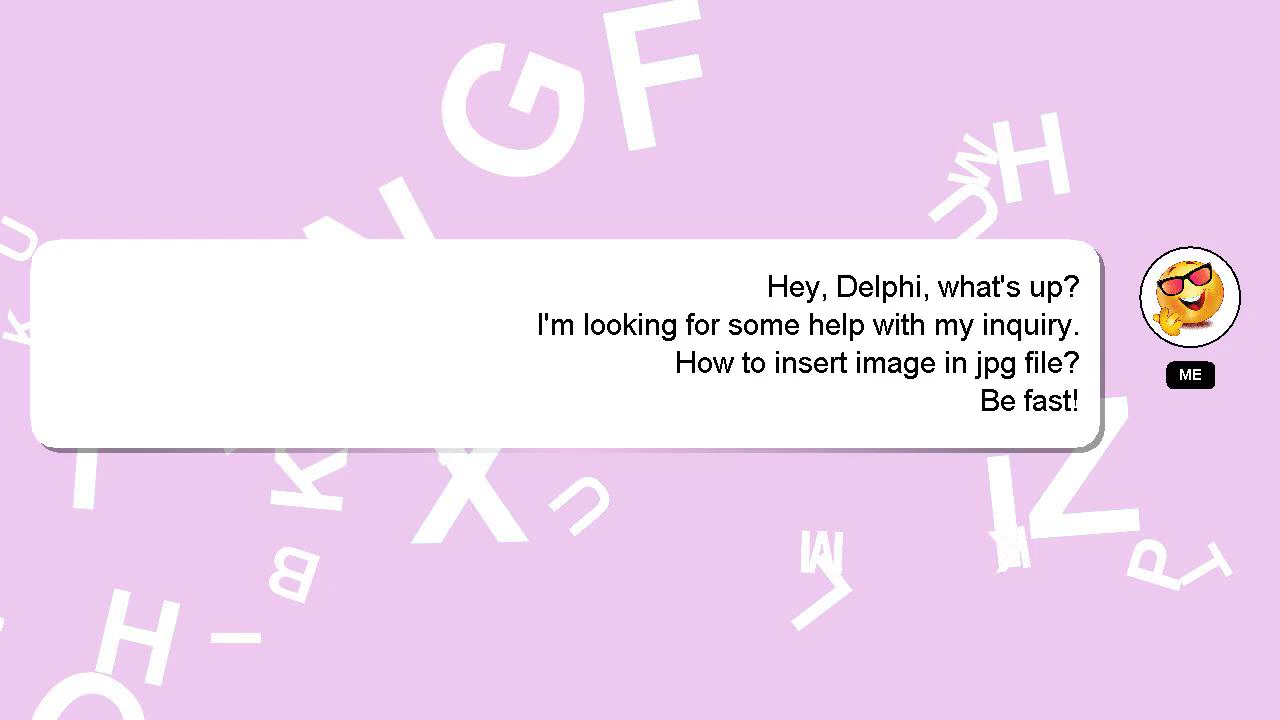 Hey, Delphi, what's up?
I'm looking for some help with my inquiry.
How to insert image in jpg file?
Be fast!
ME